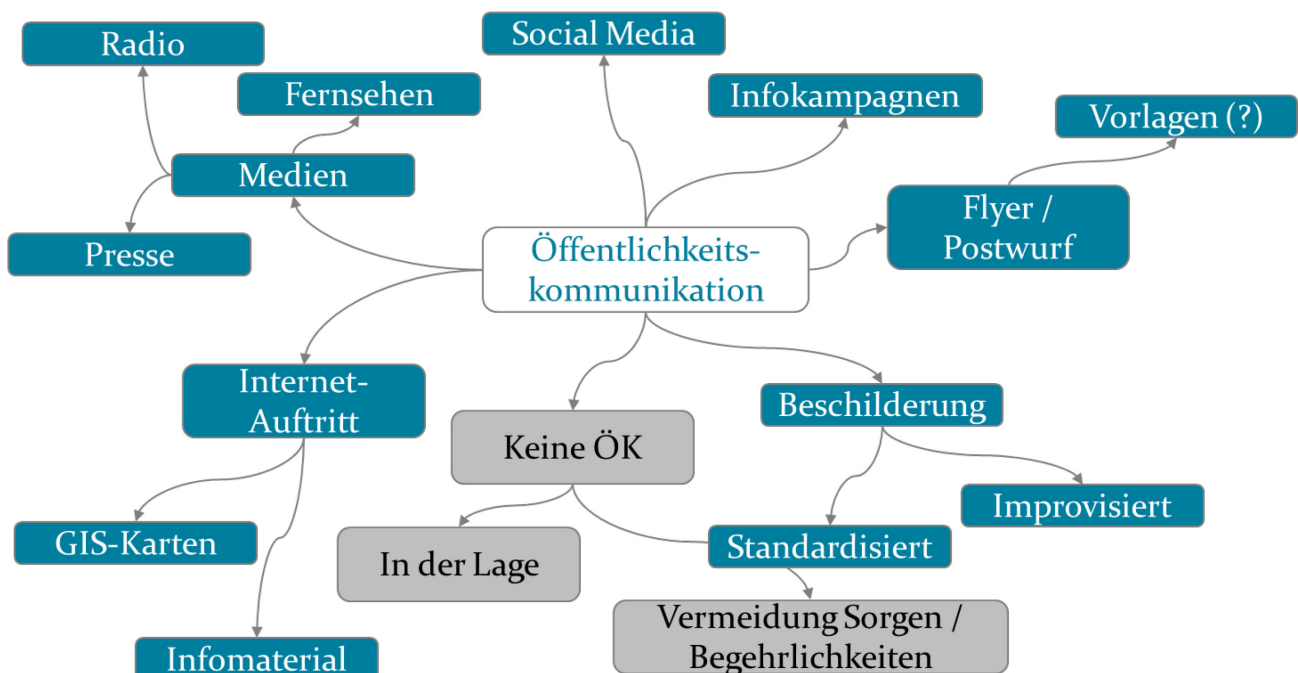 Radio
Social Media
Fernsehen
Infokampagnen
Vorlagen (?)
Medien
Flyer /
Postwurf
Presse
Öffentlichkeits-
kommunikation
Internet-
Auftritt
Beschilderung
Keine ÖK
Improvisiert
GIS-Karten
Standardisiert
In der Lage
Vermeidung Sorgen /
Begehrlichkeiten
Infomaterial